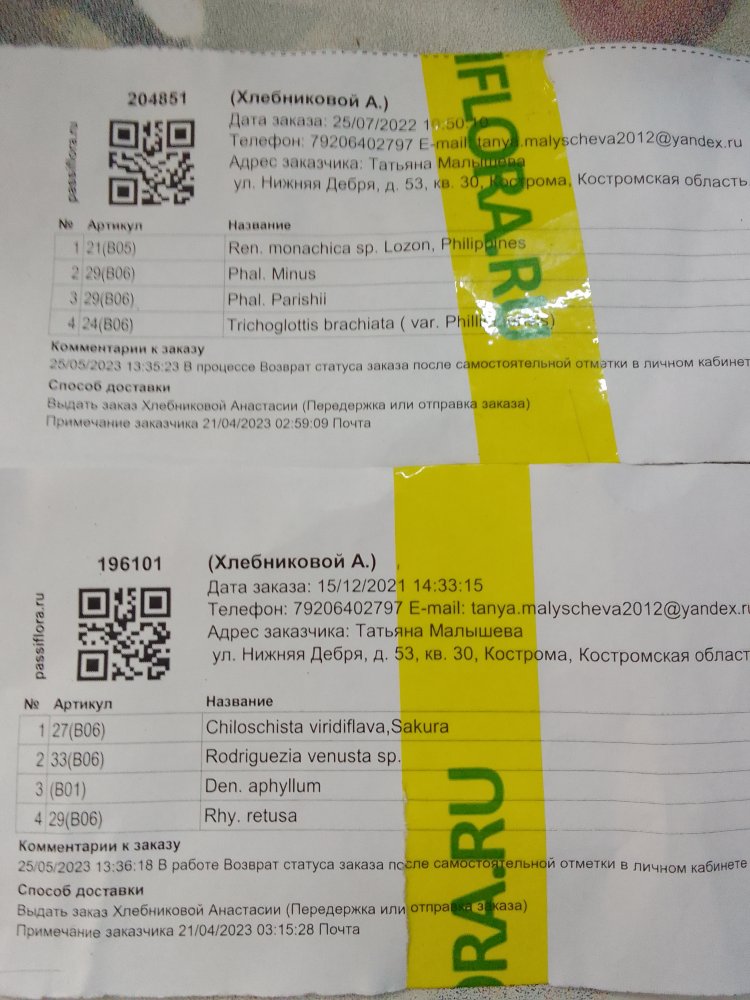 204851
(Хлебниковой А.)
passiflora.ru
Дата заказа: 25/07/2022 10:50:10
Телефон: 79206402797 E-mail: tanya.malyscheva2012@yandex.ru
Адрес заказчика: Татьяна Малышева
ул. Нижняя Дебря, д. 53, кв. 30, Кострома, Костромская область
№ Артикул Название
1 21(B05) Ren. monachica sp. Lozon, Philippines
2 29(B06) Phal. Minus
3 29(B06) Phal. Parishii
4 24(B06) Trichoglottis brachiata ( var.
Комментарии к заказу
25/05/2023 13:35:23 В процессе Возврат статуса заказа после самостоятельной отметки в личном кабинет
Способ доставки
Выдать заказ Хлебниковой Анастасии (Передержка или отправка заказа)
Примечание заказчика 21/04/2023 02:59:09 Почта
IFLORA.RU
196101
(Хлебниковой А.)
passiflora.ru
Дата заказа: 15/12/2021 14:33:15
Телефон: 79206402797 E-mail: tanya.malyscheva2012@yandex.ru
Адрес заказчика: Татьяна Малышева
ул. Нижняя Дебря, д. 53, кв. 30, Кострома, Костромская област
№ Артикул Название
1 27(B06) Chiloschista viridiflava,Sakura
2 33(B06) Rodriguezia venusta sp.
3 (B01) Den. aphyllum
4 29(B06) Rhy. retusa
Комментарии к заказу
25/05/2023 13:36:18 В работе Возврат статуса заказа после самостоятельной отметки в личном кабинете
Способ доставки
Выдать заказ Хлебниковой Анастасии (Передержка или отправка заказа)
Примечание заказчика 21/04/2023 03:15:28 Почта
ORA.RU